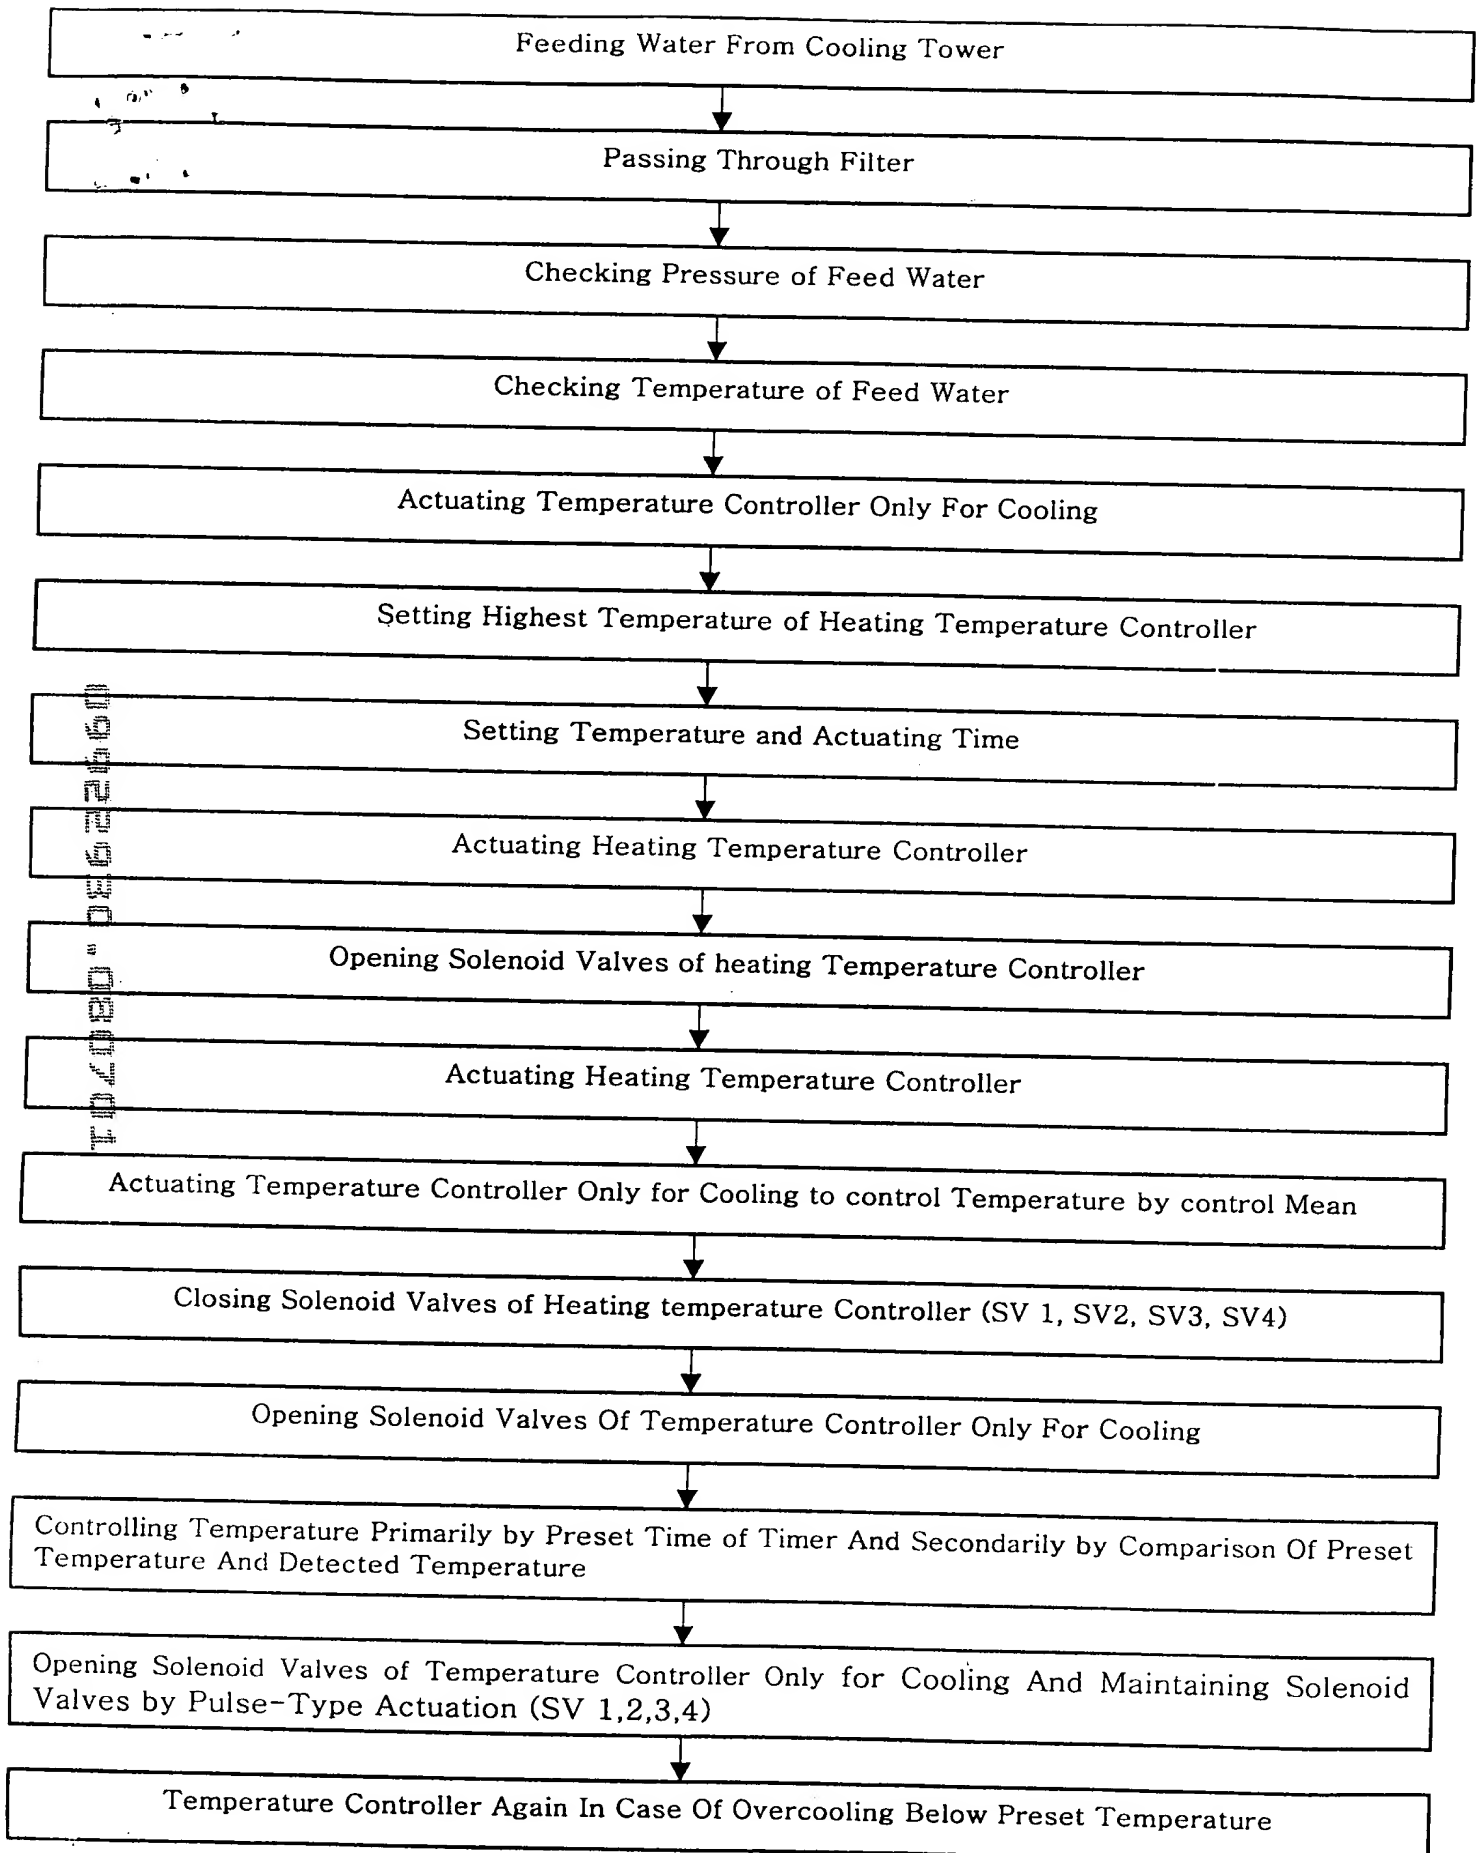 Feeding Water From Cooling Tower
Passing Through Filter
Checking Pressure of Feed Water
Checking Temperature of Feed Water
Actuating Temperature Controller Only For Cooling
Setting Highest Temperature of Heating Temperature Controller
Setting Temperature and Actuating Time
Actuating Heating Temperature Controller
Opening Solenoid Valves of heating Temperature Controller
Actuating Heating Temperature Controller
Actuating Temperature Controller Only for Cooling to control Temperature by control Mean
Closing Solenoid Valves of Heating temperature Controller (SV 1, SV2, SV3, SV4)
Opening Solenoid Valves Of Temperature Controller Only For Cooling
Controlling Temperature Primarily by Preset Time of Timer And Secondarily by Comparison Of Preset
Temperature And Detected Temperature
Opening Solenoid Valves of Temperature Controller Only for Cooling And Maintaining Solenoid
Valves by Pulse-Type Actuation (SV 1,2,3,4)
Temperature Controller Again In Case Of Overcooling Below Preset Temperature
09922930.080701